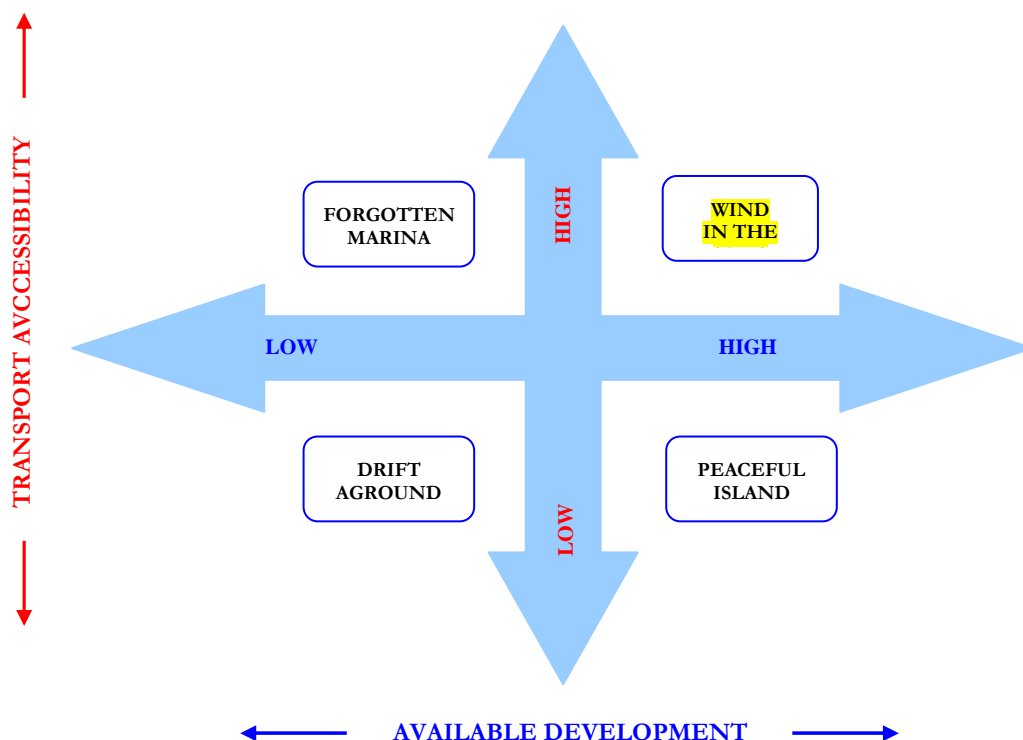 TRANSPORT AVCCESSIBILITY
HIGH
FORGOTTEN
MARINA
WIND
IN THE
LOW
HIGH
DRIFT
AGROUND
PEACEFUL
ISLAND
LOW
AVAILABLE DEVELOPMENT